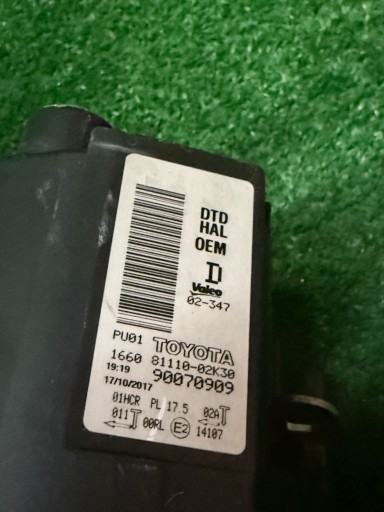 DTD
HAL
OEM
D
Valeo
02-347
PU01 TOYOTA
1660 81110-02K30
19:19 90070909
17/10/2017
01HCR PL 17.5 02A
011 00RL E2 14107